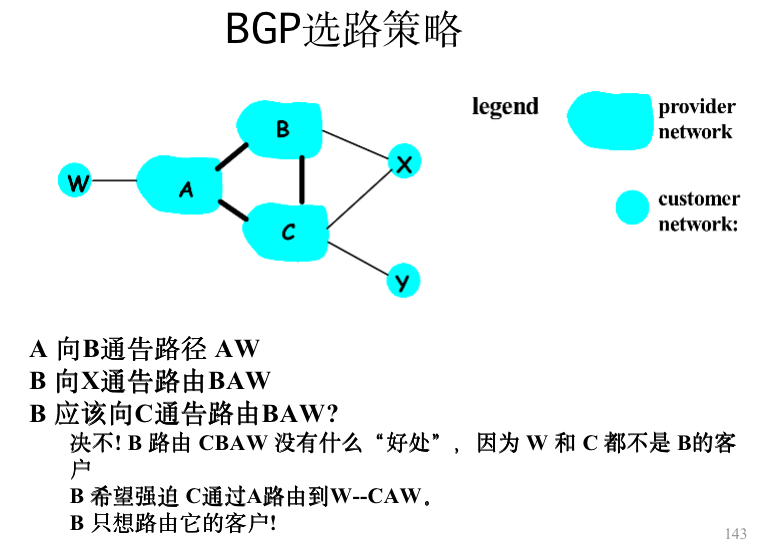 BGP选路策略
legend
provider
network
customer
network:
W
A
B
C
X
y
A 向B通告路径 AW
B 向X通告路由BAW
B 应该向C通告路由BAW?
决不! B 路由 CBAW 没有什么“好处”, 因为 W 和 C 都不是 B的客
户
B 希望强迫 C通过A路由到W--CAW.
B 只想路由它的客户!
143